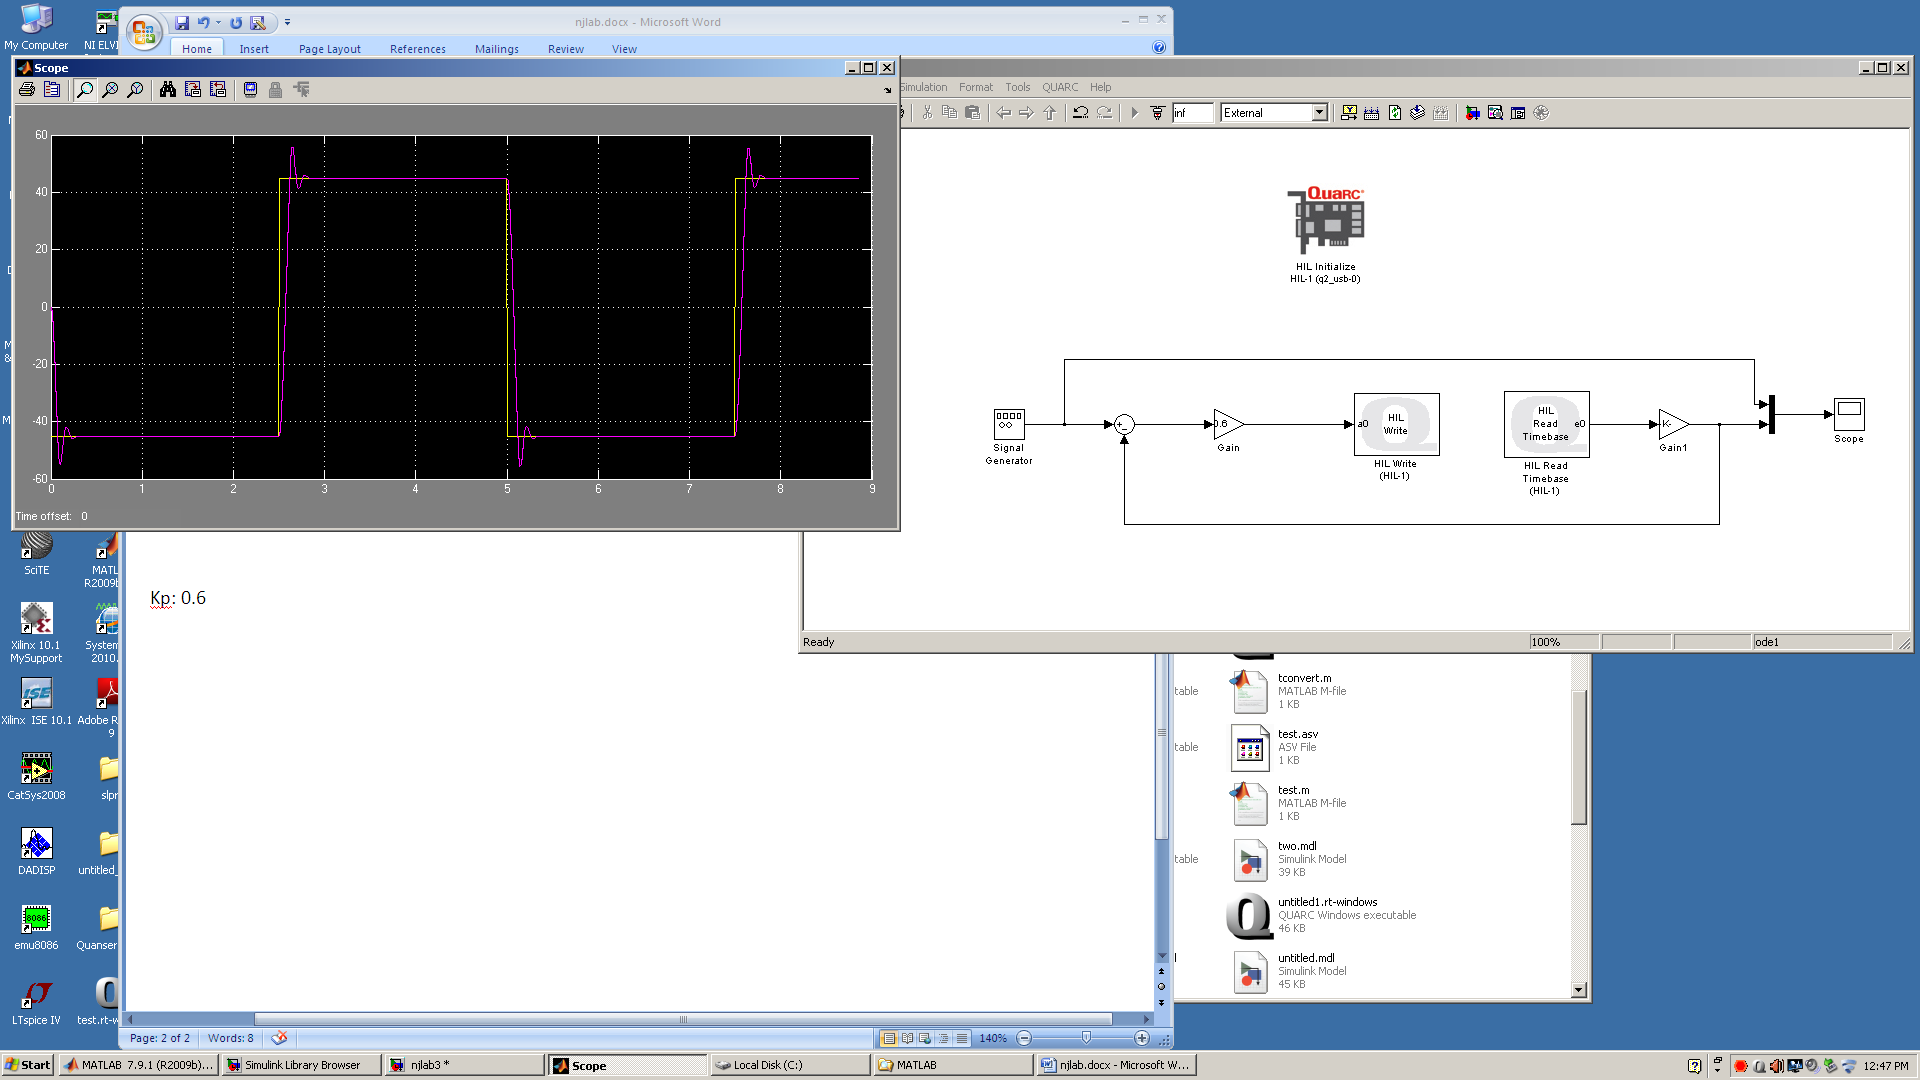 My Computer
NI ELVI
njlab.docx - Microsoft Word
Home Insert Page Layout References Mailings Review View
Scope
Simulation Format Tools QUARC Help
inf
External
60
40
20
0
-20
-40
-60
0 1 2 3 4 5 6 7 8 9
Time offset: 0
QUARC
HIL Initialize
HIL-1 (q2_usb-0)
Signal
Generator
0.6
Gain
a0
HIL
Write
HIL Write
(HIL-1)
HIL
Read
Timebase
e0
HIL Read
Timebase
(HIL-1)
K-
Gain1
Scope
Ready
100%
ode1
Kp: 0.6
SciTE
MATL
R2009b
Xilinx 10.1
MySupport
System
2010.
Xilinx ISE 10.1
Adobe R
9
CatSys2008
slpr
DADISP
untitled_
8086
emu8086
Quanser
LTspice IV
test.rt-w
table
tconvert.m
MATLAB M-file
1 KB
table
test.asv
ASV File
1 KB
test.m
MATLAB M-file
1 KB
table
two.mdl
Simulink Model
39 KB
untitled1.rt-windows
QUARC Windows executable
46 KB
untitled.mdl
Simulink Model
45 KB
Page: 2 of 2 Words: 8
140%
Start
MATLAB 7.9.1 (R2009b)...
Simulink Library Browser
njlab3 *
Scope
Local Disk (C:)
MATLAB
njlab.docx - Microsoft W...
12:47 PM